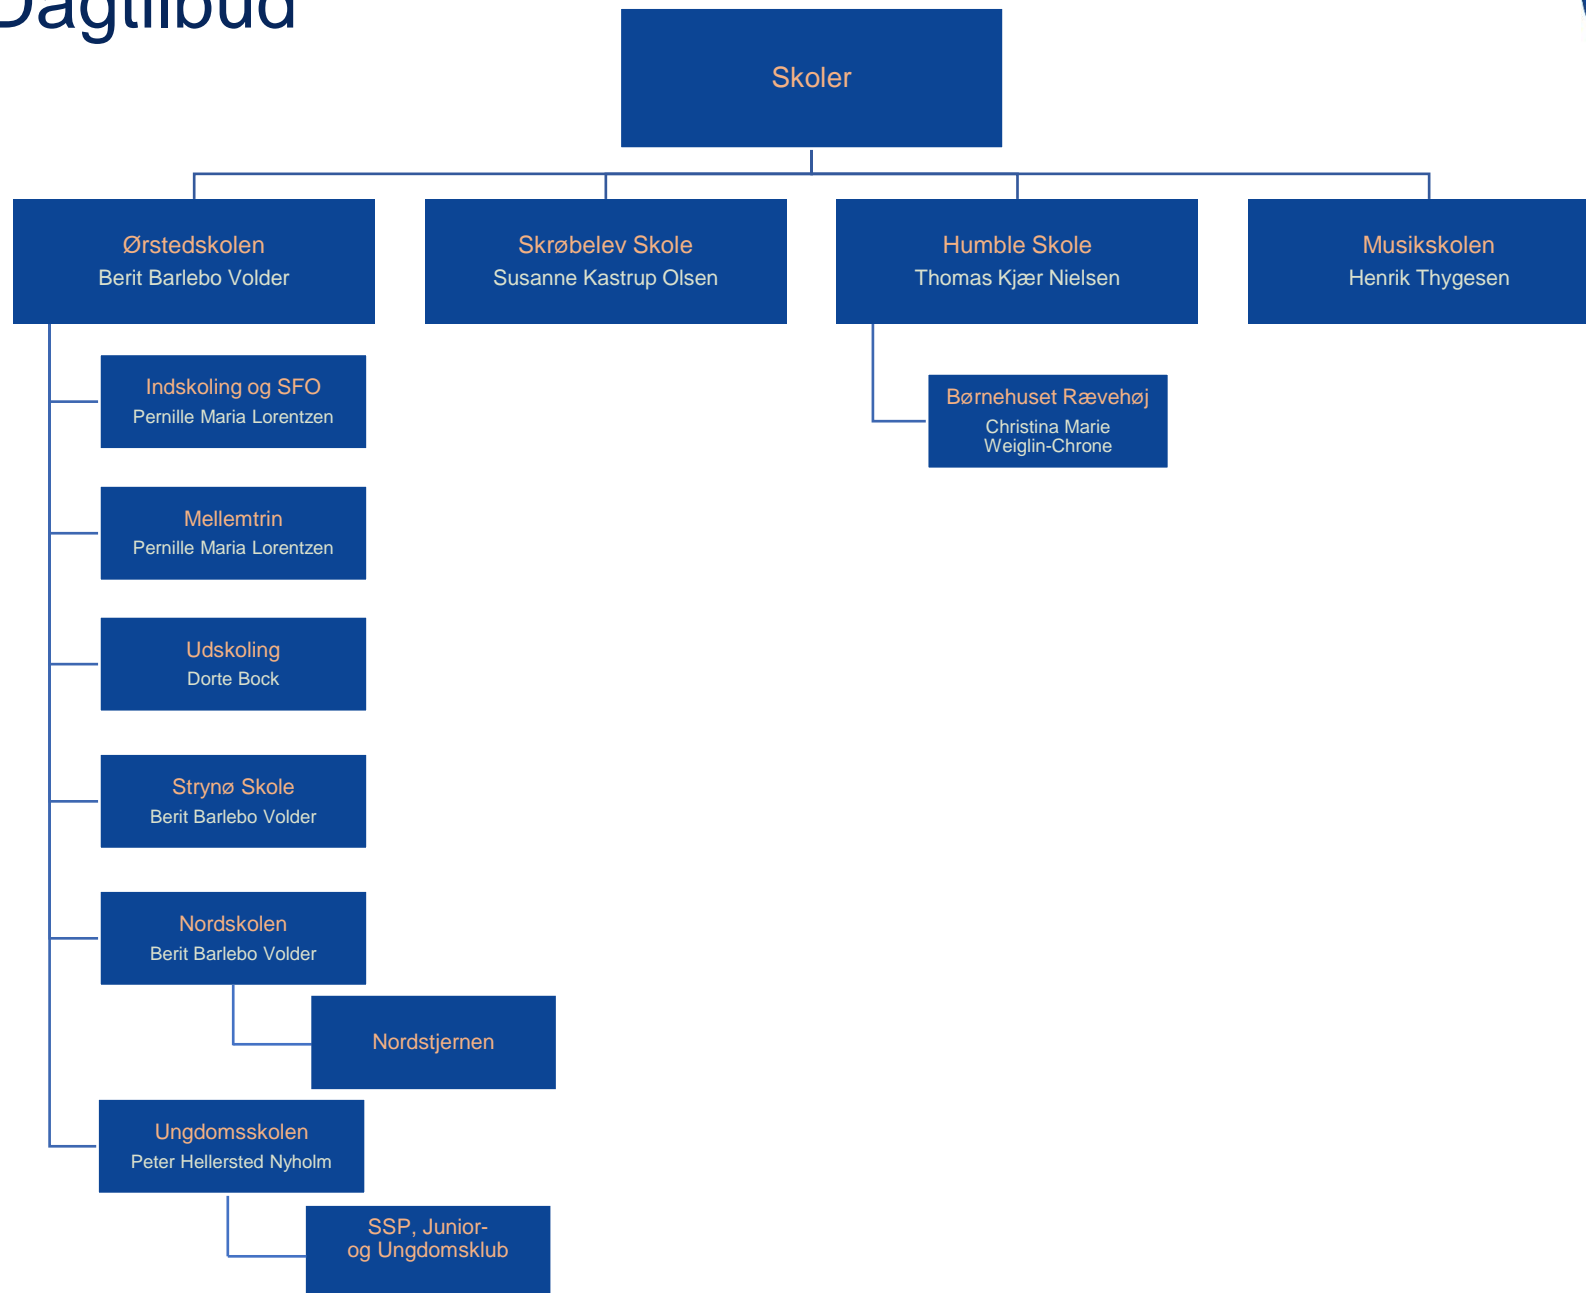 Dagtilbud
Skoler
Ørstedskolen
Berit Barlebo Volder
Skrøbelev Skole
Susanne Kastrup Olsen
Humble Skole
Thomas Kjær Nielsen
Musikskolen
Henrik Thygesen
Indskoling og SFO
Pernille Maria Lorentzen
Børnehuset Rævehøj
Christina Marie
Weiglin-Chrone
Mellemtrin
Pernille Maria Lorentzen
Udskoling
Dorte Bock
Strynø Skole
Berit Barlebo Volder
Nordskolen
Berit Barlebo Volder
Nordstjernen
Ungdomsskolen
Peter Hellersted Nyholm
SSP, Junior-
og Ungdomsklub